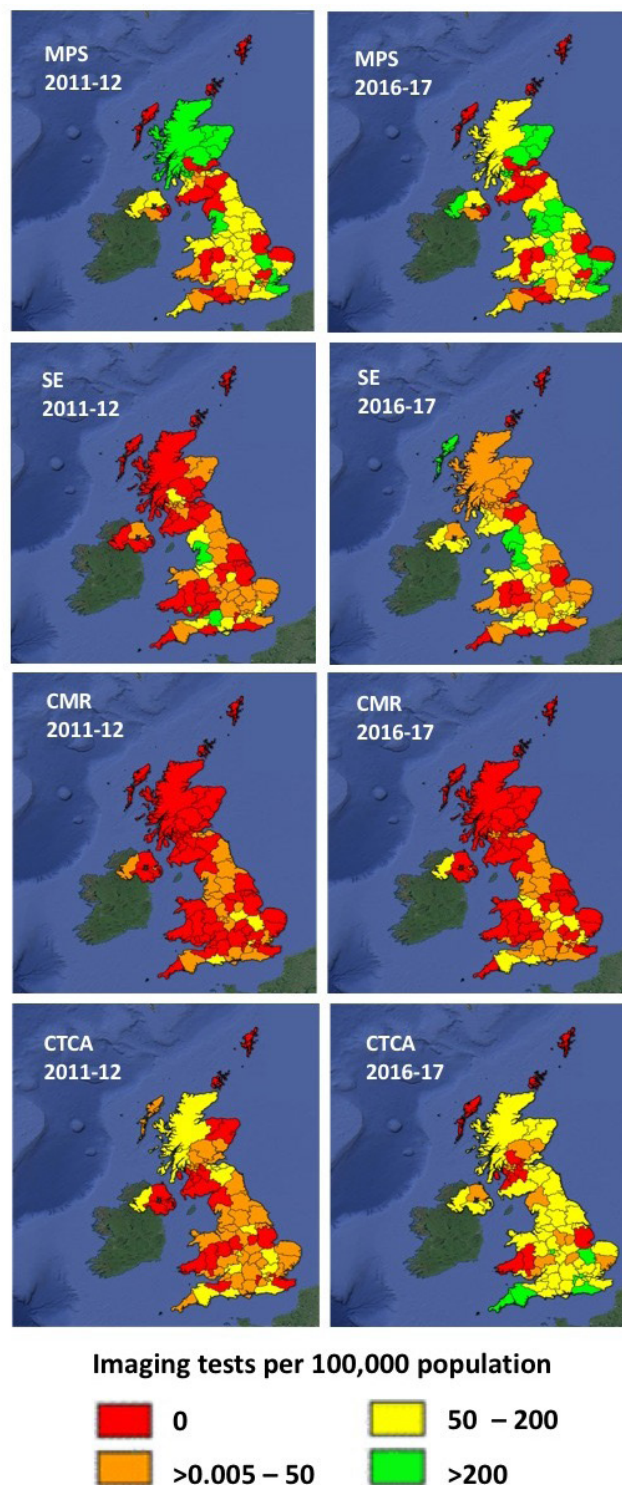 MPS
2011-12
MPS
2016-17
SE
2011-12
SE
2016-17
CMR
2011-12
CMR
2016-17
CTCA
2011-12
CTCA
2016-17
Imaging tests per 100,000 population
0
50 – 200
>0.005 – 50
>200